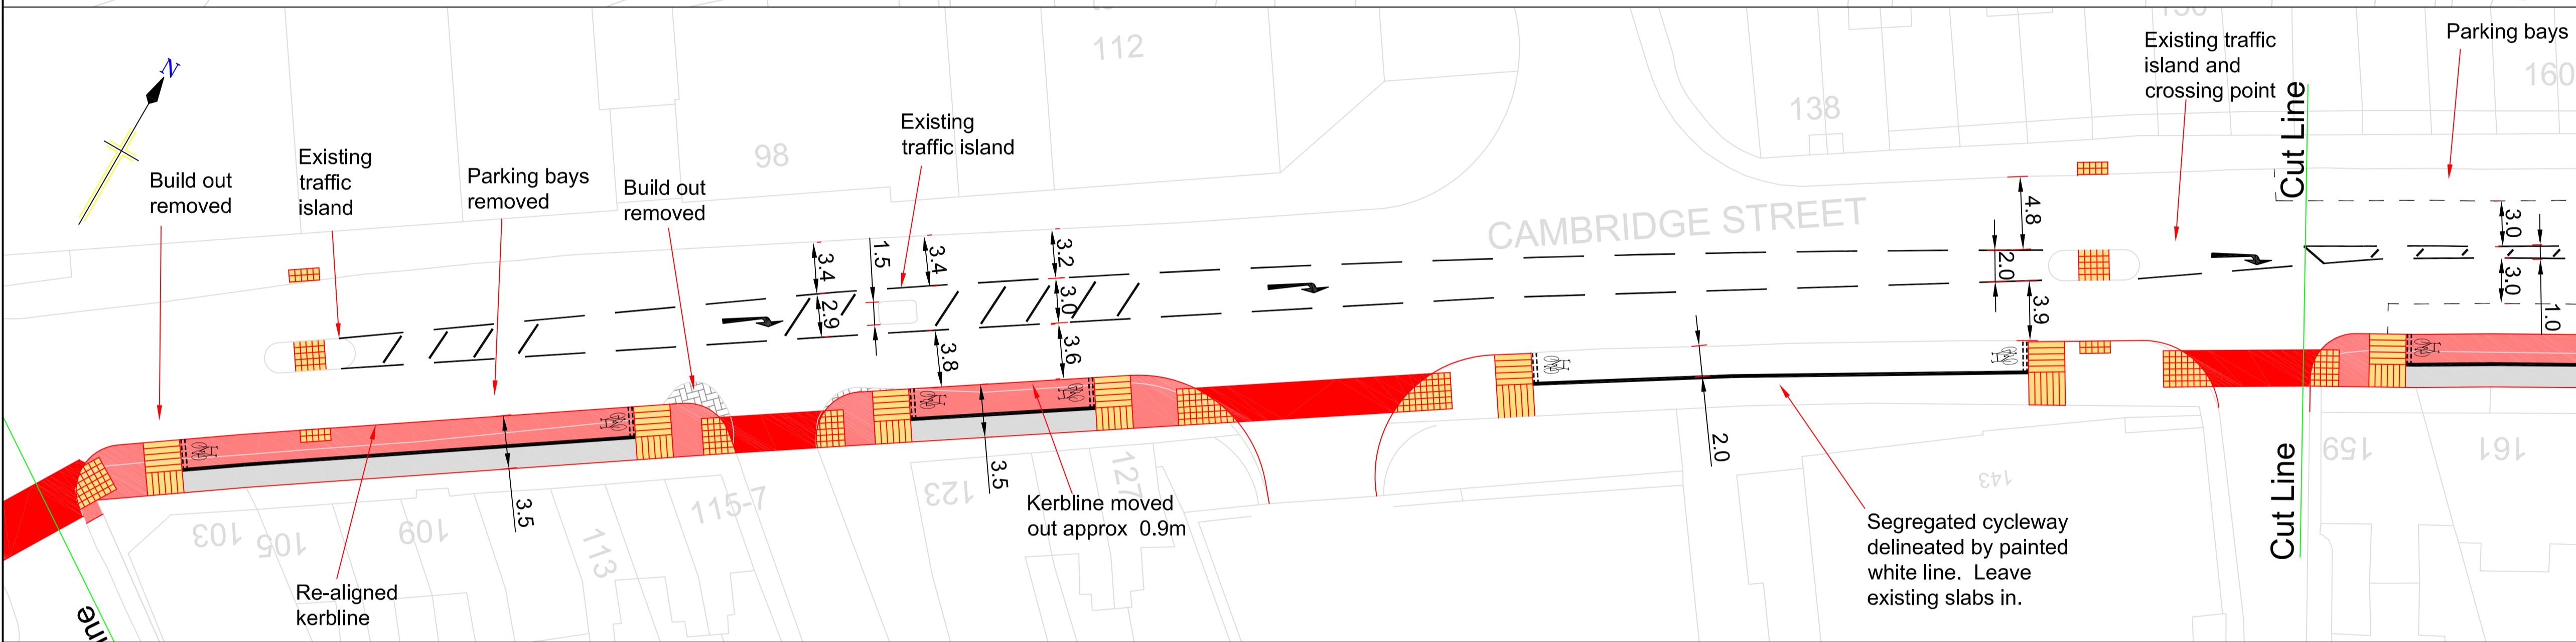 N
Build out
removed
Existing
traffic
island
Parking bays
removed
Build out
removed
98
Existing
traffic island
112
138
Existing traffic
island and
crossing point
Parking bays
160
Cut Line
CAMBRIDGE STREET
3.4
2.9
1.5
3.4
3.8
3.2
3.0
3.6
4.8
2.0
3.9
3.0
3.0
1.0
3.5
3.5
2.0
103
105
109
113
115-7
123
127
143
159
161
Re-aligned
kerbline
Kerbline moved
out approx 0.9m
Segregated cycleway
delineated by painted
white line. Leave
existing slabs in.
Cut Line
ine